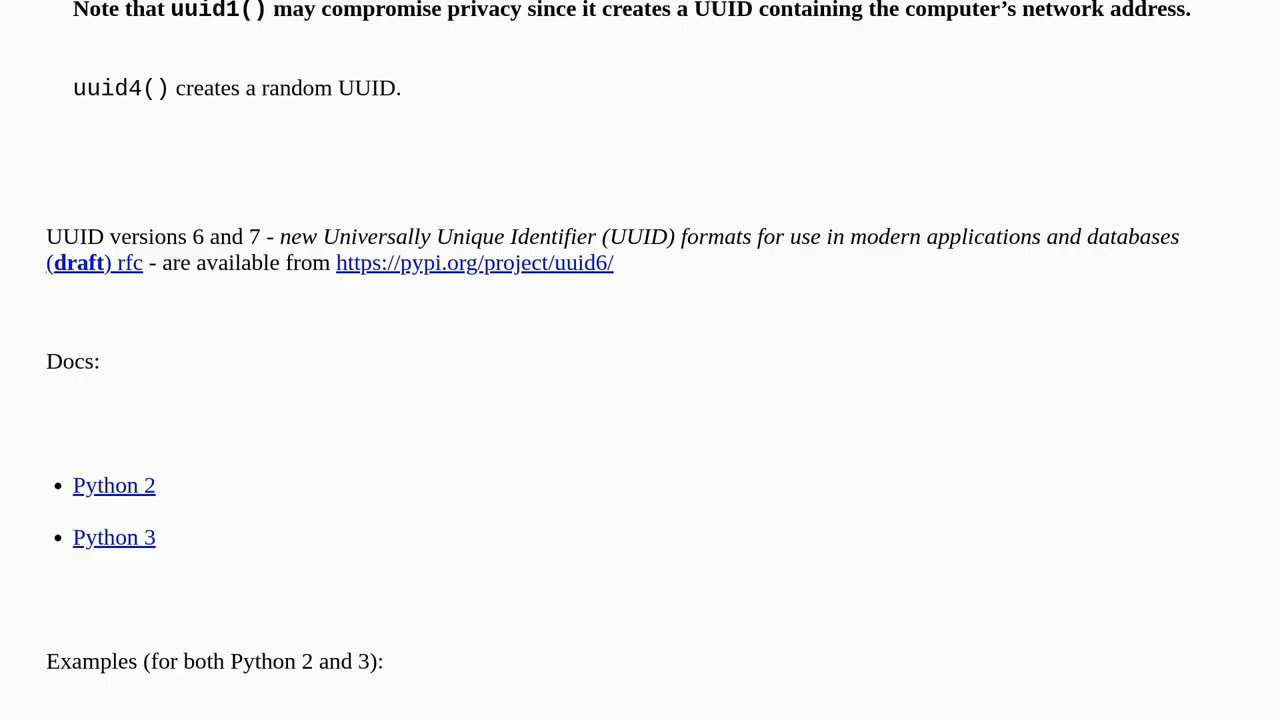 Note that uuid1() may compromise privacy since it creates a UUID containing the computer’s network address.
uuid4() creates a random UUID.
UUID versions 6 and 7 - new Universally Unique Identifier (UUID) formats for use in modern applications and databases
(draft) rfc - are available from https://pypi.org/project/uuid6/
Docs:
• Python 2
• Python 3
Examples (for both Python 2 and 3):